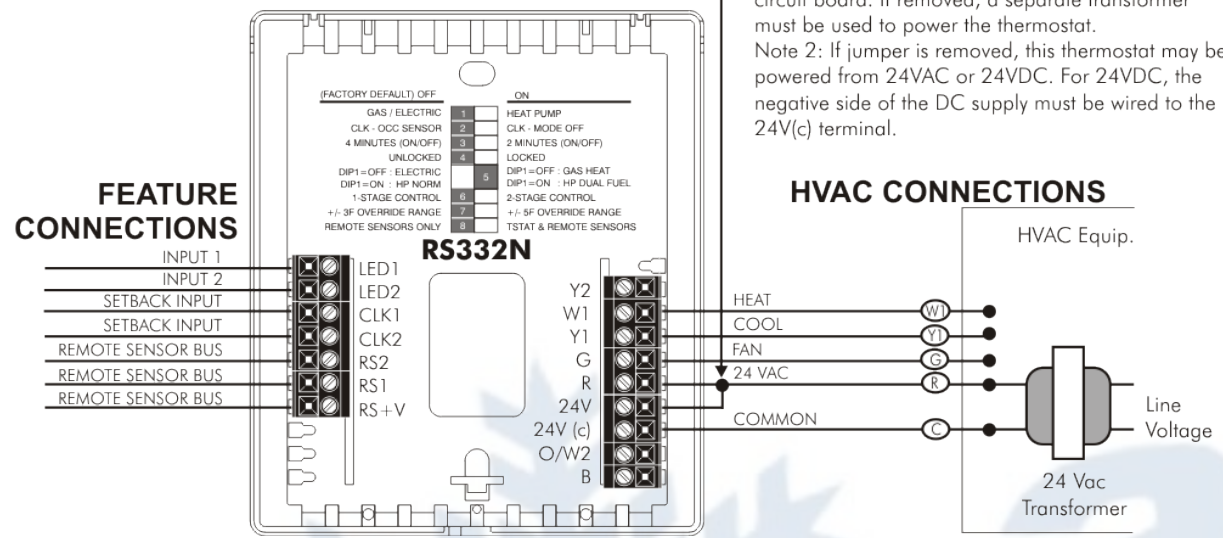 circuit board. If removed, a separate transformer
must be used to power the thermostat.
Note 2: If jumper is removed, this thermostat may be
powered from 24VAC or 24VDC. For 24VDC, the
negative side of the DC supply must be wired to the
24V(c) terminal.
(FACTORY DEFAULT) OFF ON
GAS / ELECTRIC 1 HEAT PUMP
CLK - OCC SENSOR 2 CLK - MODE OFF
4 MINUTES (ON/OFF) 3 2 MINUTES (ON/OFF)
UNLOCKED 4 LOCKED
DIP1=OFF : ELECTRIC 5 DIP1=OFF : GAS HEAT
DIP1=ON : HP NORM DIP1=ON : HP DUAL FUEL
1-STAGE CONTROL 6 2-STAGE CONTROL
+/- 3F OVERRIDE RANGE 7 +/- 5F OVERRIDE RANGE
REMOTE SENSORS ONLY 8 TSTAT & REMOTE SENSORS
RS332N
FEATURE
CONNECTIONS
INPUT 1 LED1
INPUT 2 LED2
SETBACK INPUT CLK1
SETBACK INPUT CLK2
REMOTE SENSOR BUS RS2
REMOTE SENSOR BUS RS1
REMOTE SENSOR BUS RS+V
HVAC CONNECTIONS
HVAC Equip.
Y2
W1 HEAT W1
Y1 COOL Y1
G FAN G
R 24 VAC R
24V
24V (c) COMMON C
O/W2
B
Line
Voltage
24 Vac
Transformer